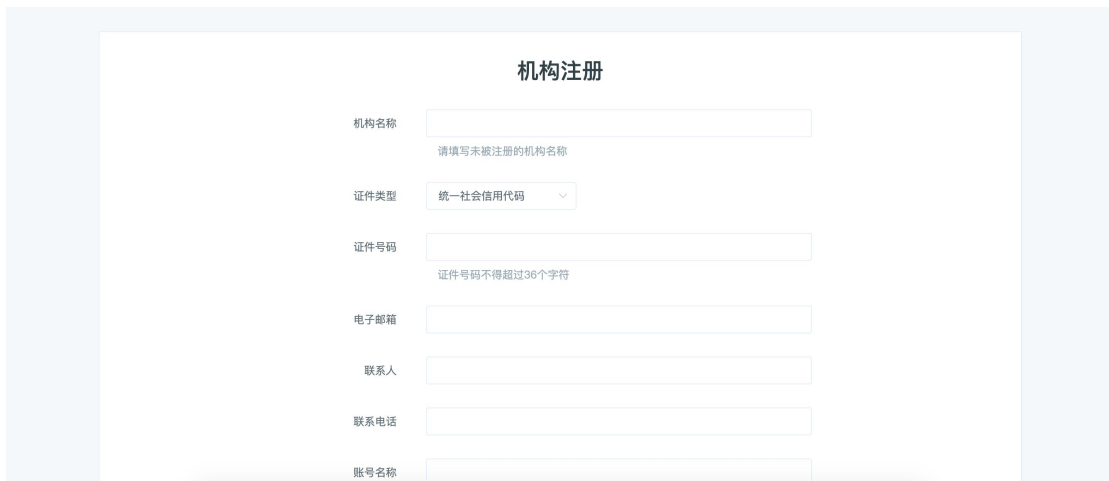 机构注册
机构名称
请填写未被注册的机构名称
证件类型 统一社会信用代码
证件号码
证件号码不得超过36个字符
电子邮箱
联系人
联系电话
账号名称